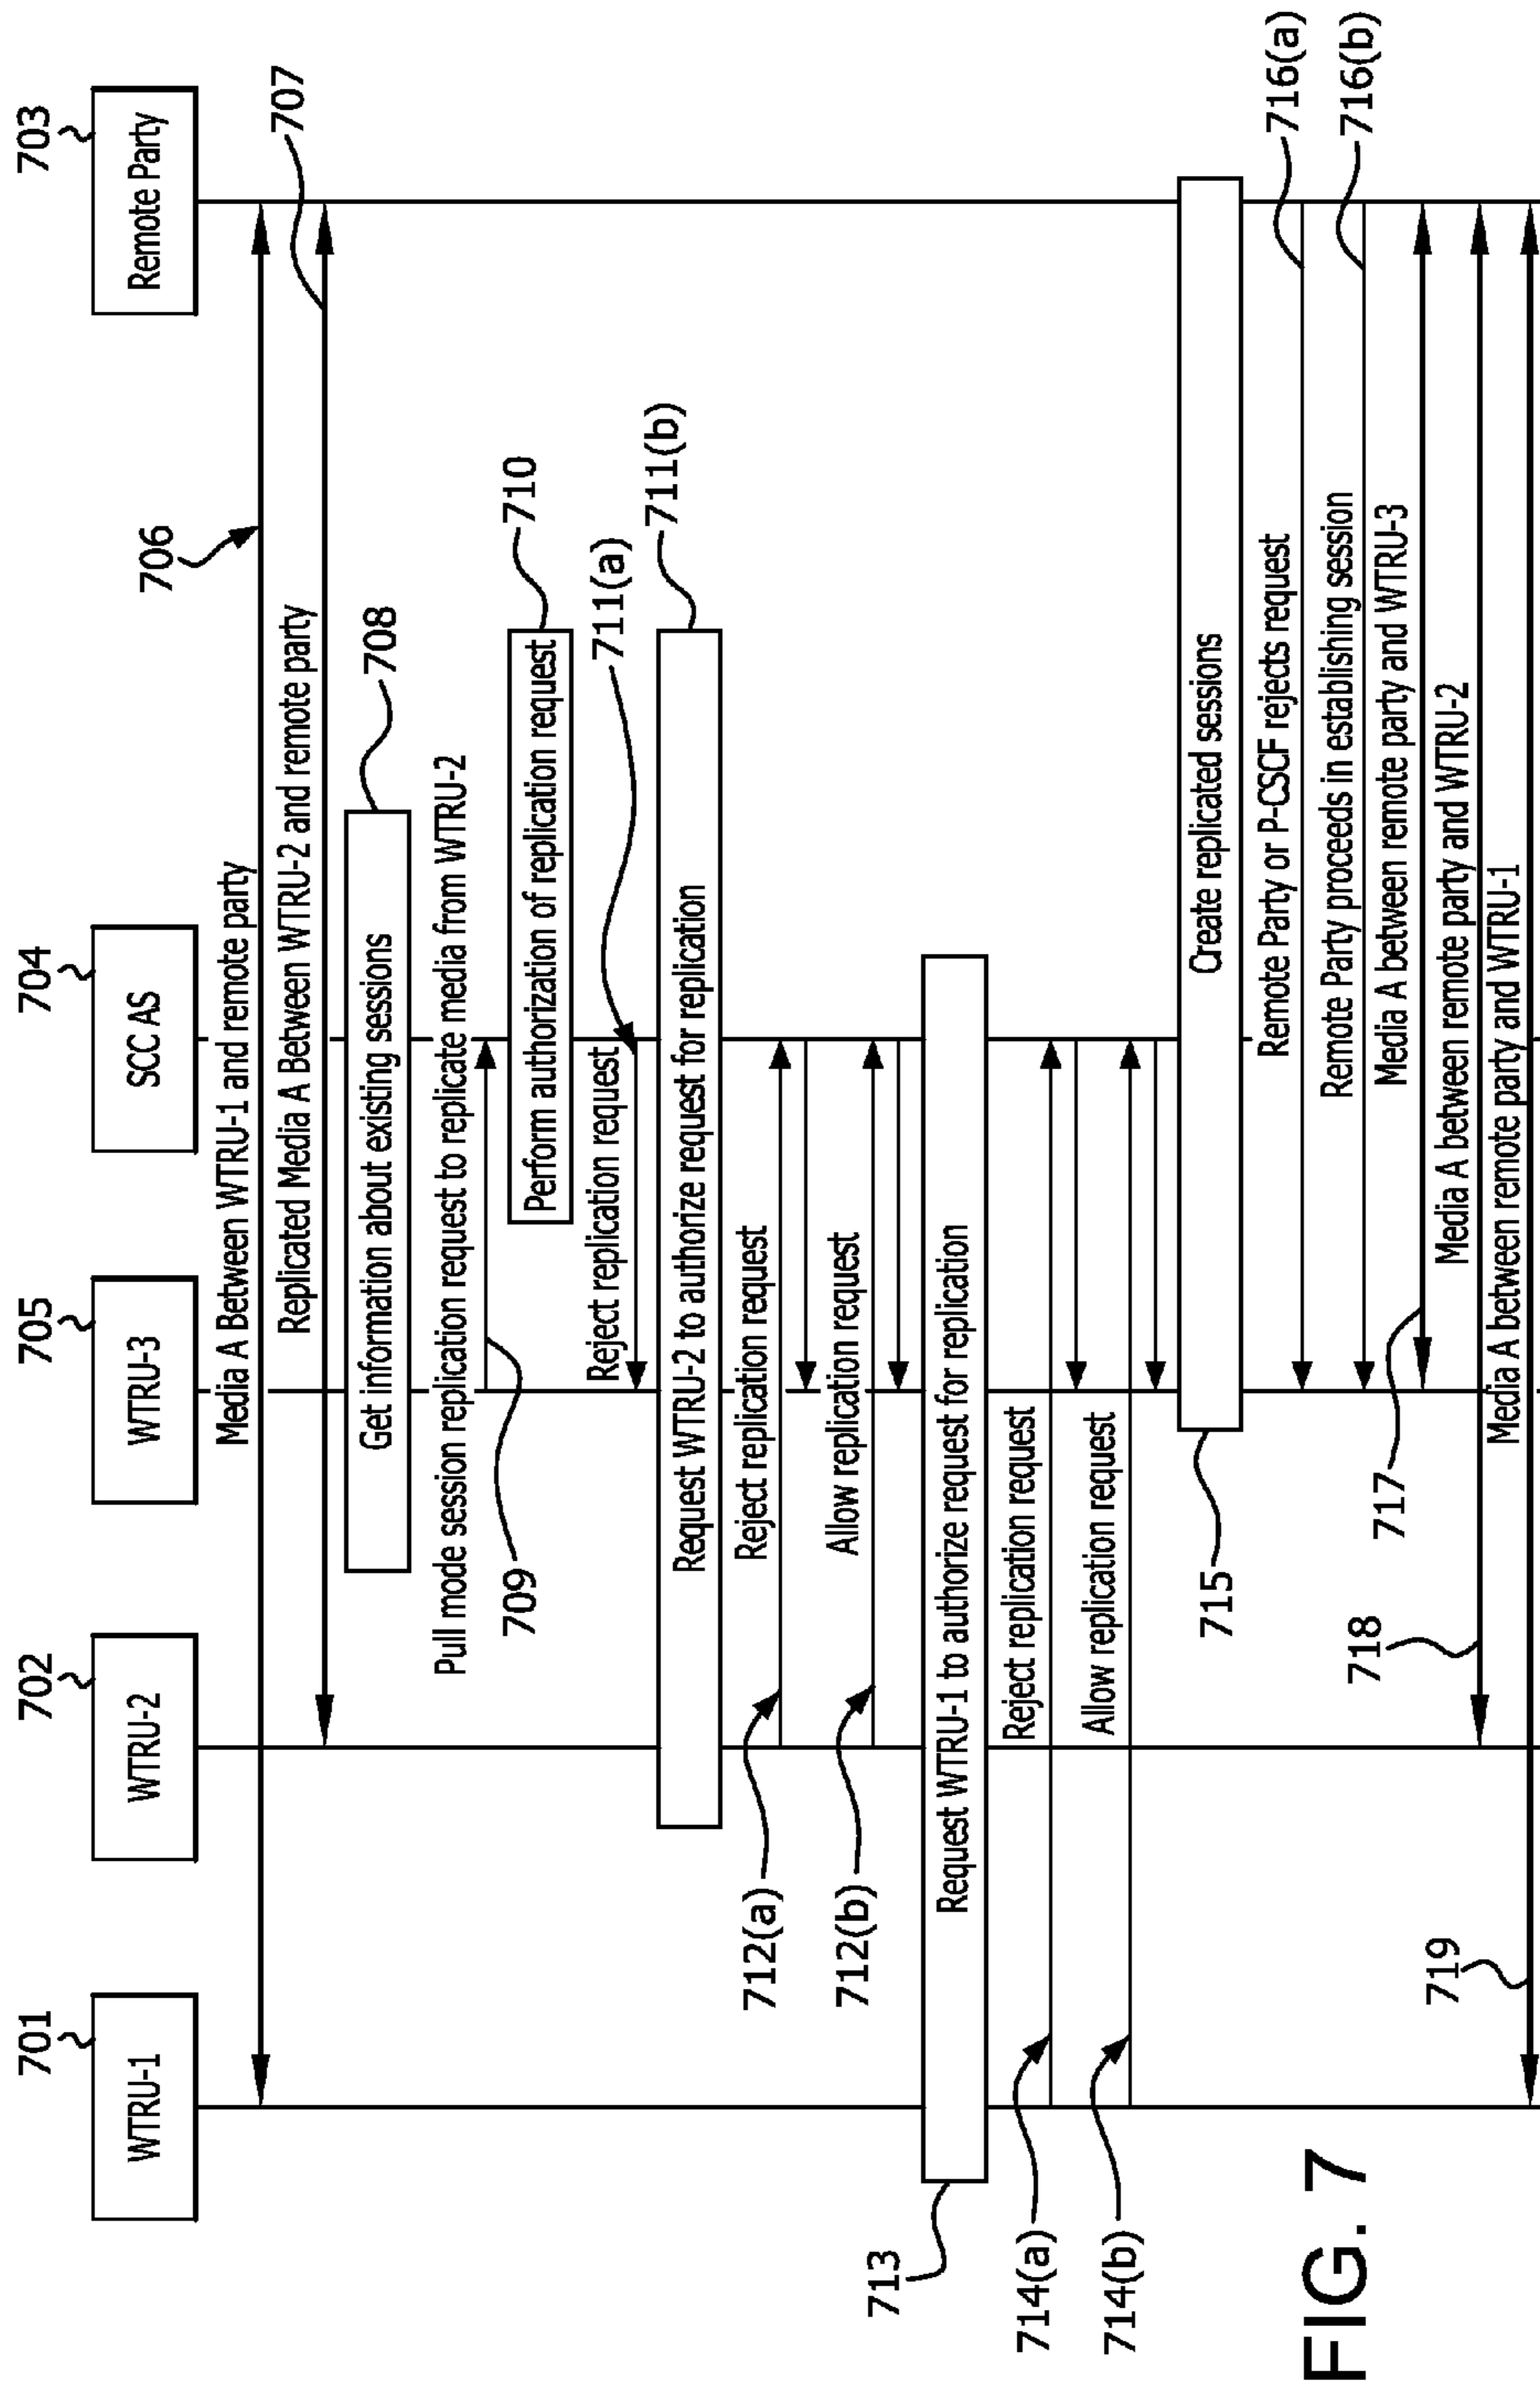 701
702
705
704
703
WTRU-1
WTRU-2
WTRU-3
SCC AS
Remote Party
706
Media A Between WTRU-1 and remote party
707
Replicated Media A Between WTRU-2 and remote party
708
Get information about existing sessions
Pull mode session replication request to replicate media from WTRU-2
709
710
Perform authorization of replication request
711(a)
Reject replication request
711(b)
Request WTRU-2 to authorize request for replication
712(a)
Reject replication request
712(b)
Allow replication request
713
Request WTRU-1 to authorize request for replication
714(a)
Reject replication request
714(b)
Allow replication request
715
Create replicated sessions
716(a)
Remote Party or P-CSCF rejects request
716(b)
Remote Party proceeds in establishing session
717
Media A between remote party and WTRU-3
718
Media A between remote party and WTRU-2
719
Media A between remote party and WTRU-1
FIG. 7